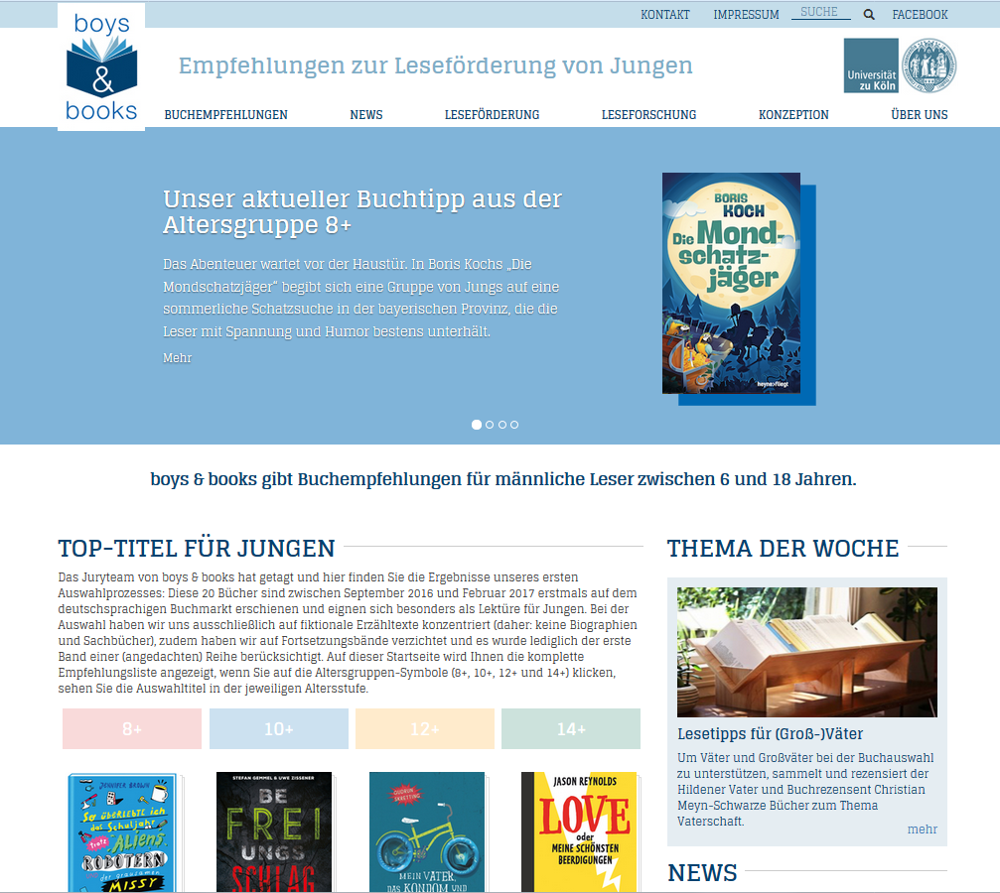 KONTAKT IMPRESSUM SUCHE FACEBOOK
boys
&
books
Empfehlungen zur Leseförderung von Jungen
Universität
zu Köln
BUCHEMPFEHLUNGEN NEWS LESEFÖRDERUNG LESEFORSCHUNG KONZEPTION ÜBER UNS
Unser aktueller Buchtipp aus der
Altersgruppe 8+
Das Abenteuer wartet vor der Haustür. In Boris Kochs „Die
Mondschatzjäger“ begibt sich eine Gruppe von Jungs auf eine
sommerliche Schatzsuche in der bayerischen Provinz, die die
Leser mit Spannung und Humor bestens unterhält.
Mehr
BORIS
KOCH
Die Mond-
schatz-
jäger
heyne›fliegt
boys & books gibt Buchempfehlungen für männliche Leser zwischen 6 und 18 Jahren.
TOP-TITEL FÜR JUNGEN
Das Juryteam von boys & books hat getagt und hier finden Sie die Ergebnisse unseres ersten
Auswahlprozesses: Diese 20 Bücher sind zwischen September 2016 und Februar 2017 erstmals auf dem
deutschsprachigen Buchmarkt erschienen und eignen sich besonders als Lektüre für Jungen. Bei der
Auswahl haben wir uns ausschließlich auf fiktionale Erzähltexte konzentriert (daher: keine Biographien
und Sachbücher), zudem haben wir auf Fortsetzungsbände verzichtet und es wurde lediglich der erste
Band einer (angedachten) Reihe berücksichtigt. Auf dieser Startseite wird Ihnen die komplette
Empfehlungsliste angezeigt, wenn Sie auf die Altersgruppen-Symbole (8+, 10+, 12+ und 14+) klicken,
sehen Sie die Auswahltitel in der jeweiligen Altersstufe.
8+ 10+ 12+ 14+
JENNIFER BROWN
So ÜBERLEBTE ich
das Schuljahr
trotz ALIENS,
ROBOTERN
der grausamen
MISSY
STEFAN GEMMEL & UWE ZISSENER
BE
FREI
UNGS
SCHLAG
GUDRUN
SKRETTING
MEIN VATER,
DAS KONDOM UND
JASON REYNOLDS
LOVE
oder
MEINE SCHÖNSTEN
BEERDIGUNGEN
THEMA DER WOCHE
Lesetipps für (Groß-)Väter
Um Väter und Großväter bei der Buchauswahl
zu unterstützen, sammelt und rezensiert der
Hildener Vater und Buchrezensent Christian
Meyn-Schwarze Bücher zum Thema
Vaterschaft.
mehr
NEWS